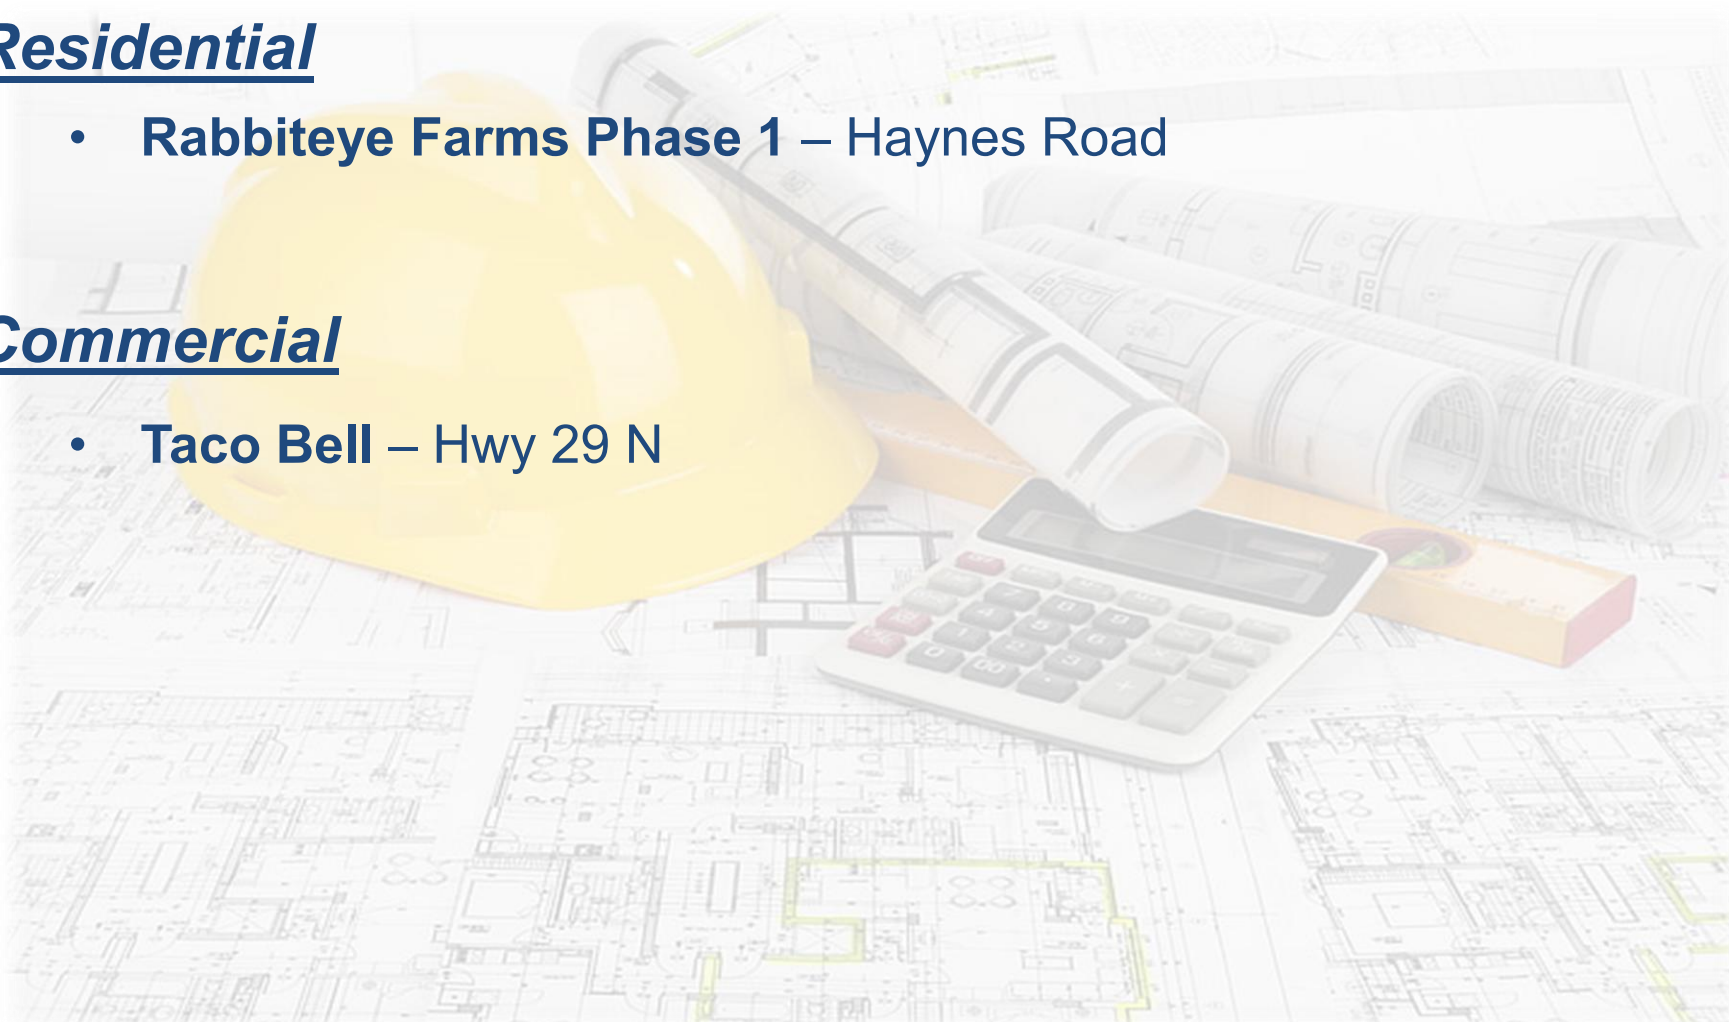 Residential
• Rabbiteye Farms Phase 1 – Haynes Road
Commercial
• Taco Bell – Hwy 29 N